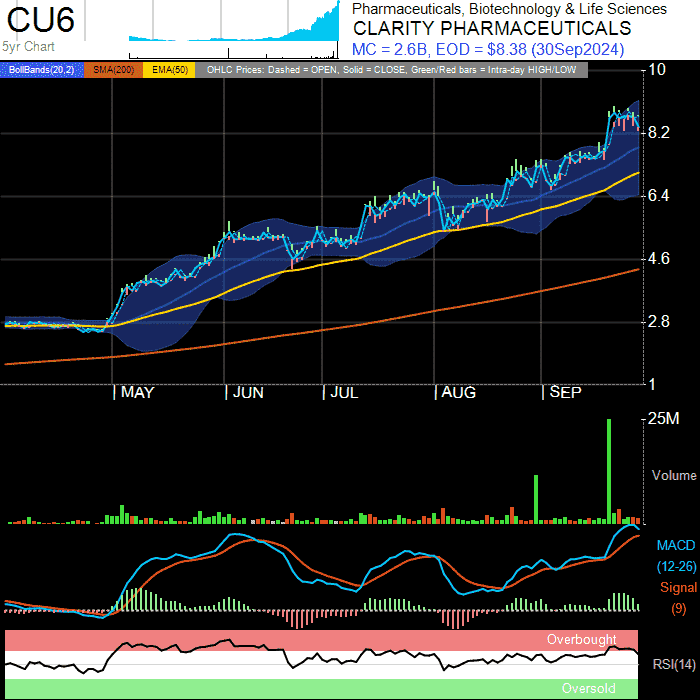 CU6
5yr Chart
Pharmaceuticals, Biotechnology & Life Sciences
CLARITY PHARMACEUTICALS
MC = 2.6B, EOD = $8.38 (30Sep2024)
BollBands(20,2) SMA(200) EMA(50) OHLC Prices: Dashed = OPEN, Solid = CLOSE, Green/Red bars = Intra-day HIGH/LOW
10
8.2
6.4
4.6
2.8
1
MAY JUN JUL AUG SEP
25M
Volume
MACD
(12-26)
Signal
(9)
Overbought
RSI(14)
Oversold